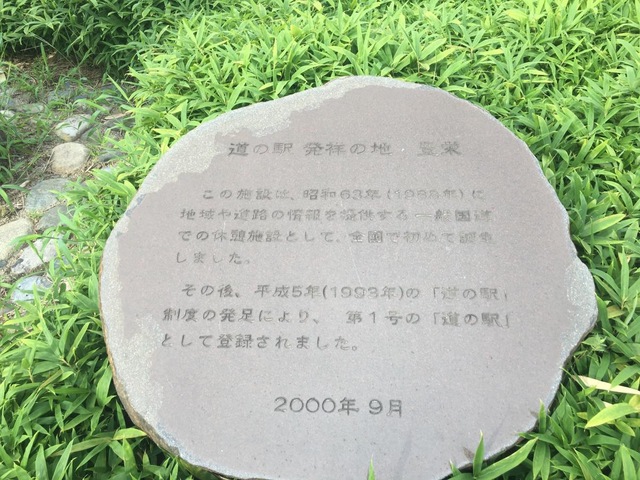 道の駅 発祥の地 豊栄
この施設は、昭和63年(1988年)に
地域や道路の情報を提供する一般国道
での休憩施設として、全国で初めて誕生
しました。
その後、平成5年(1993年)の「道の駅」
制度の発足により、 第1号の「道の駅」
として登録されました。
2000年 9月